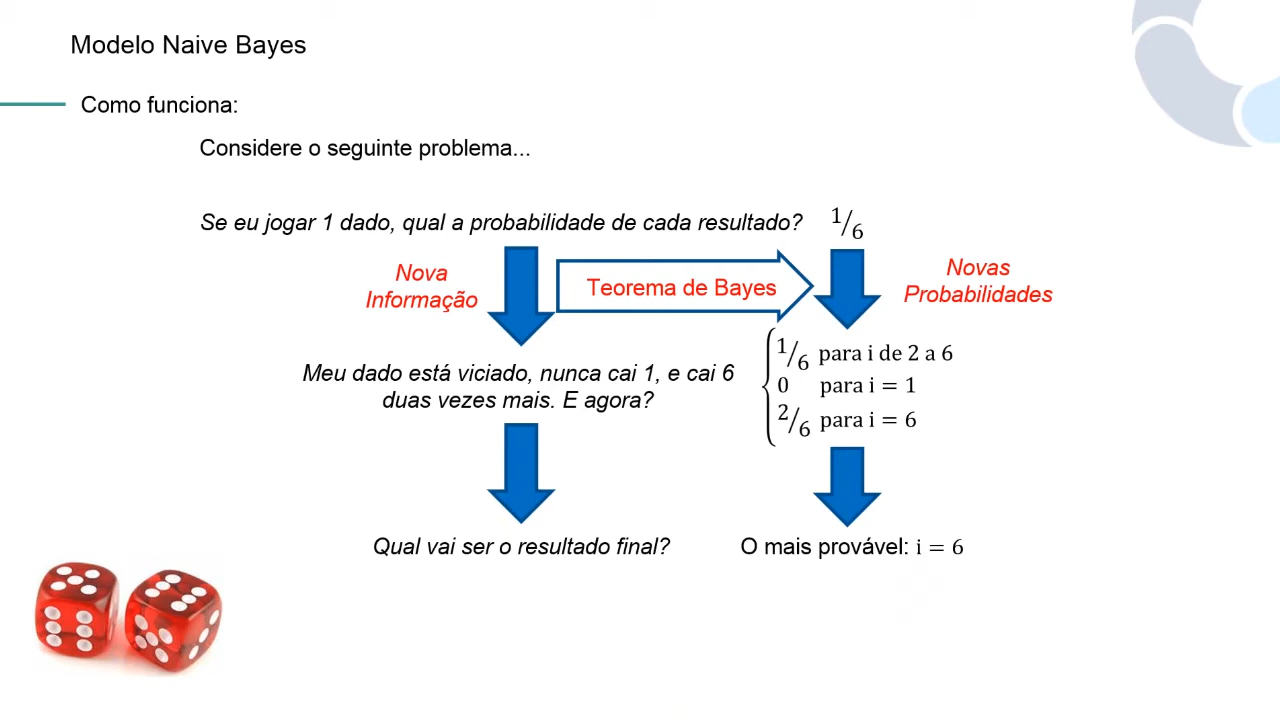 Modelo Naive Bayes
Como funciona:
Considere o seguinte problema...
Se eu jogar 1 dado, qual a probabilidade de cada resultado? 1/6
Nova
Informação
Teorema de Bayes
Novas
Probabilidades
Meu dado está viciado, nunca cai 1, e cai 6
duas vezes mais. E agora?
1/6 para i de 2 a 6
0 para i = 1
2/6 para i = 6
Qual vai ser o resultado final?
O mais provável: i = 6